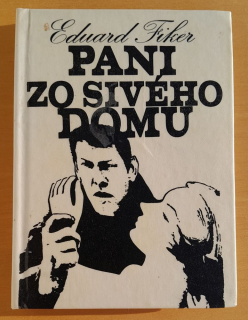 Eduard Fiker
PANI
ZO SIVÉHO
DOMU